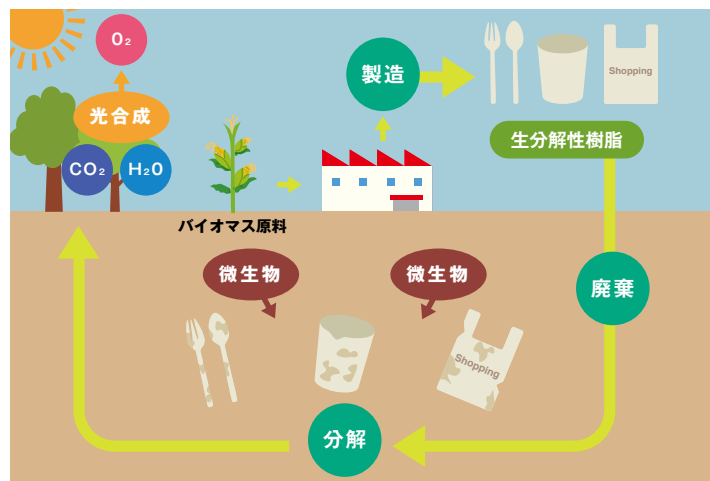 O₂
光合成
CO₂
H₂O
バイオマス原料
製造
Shopping
生分解性樹脂
微生物
微生物
廃棄
Shopping
分解